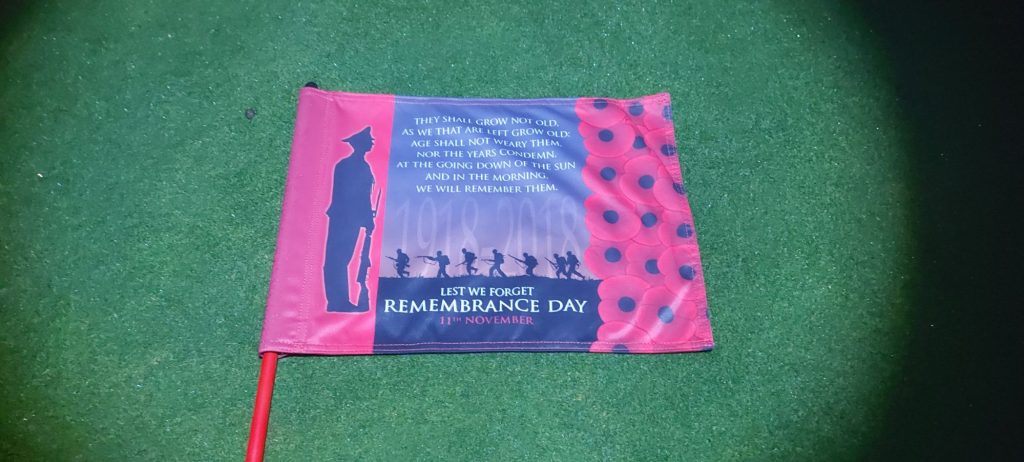 THEY SHALL GROW NOT OLD,
AS WE THAT ARE LEFT GROW OLD:
AGE SHALL NOT WEARY THEM,
NOR THE YEARS CONDEMN.
AT THE GOING DOWN OF THE SUN
AND IN THE MORNING,
WE WILL REMEMBER THEM.
1918-2018
LEST WE FORGET
REMEMBRANCE DAY
11TH NOVEMBER